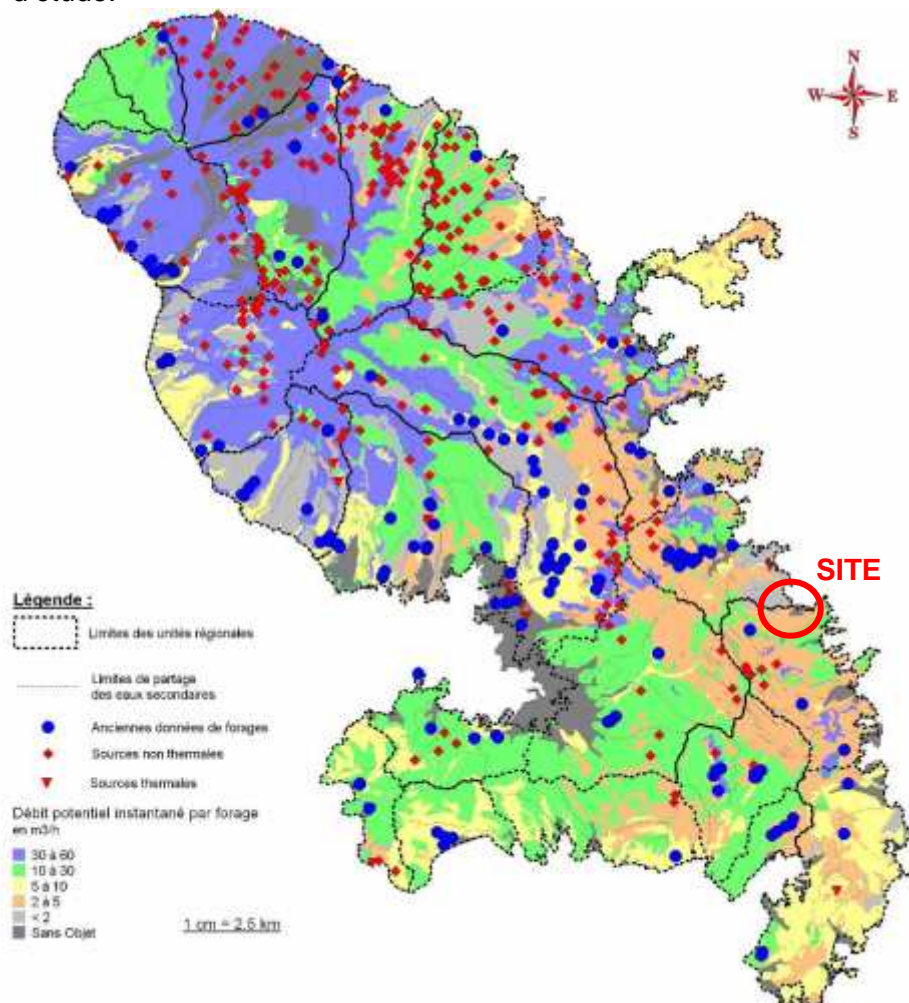 d'étude.
N
W E
S
SITE
Légende :
Limites des unités régionales
Limites de partage
des eaux secondaires
Anciennes données de forages
Sources non thermales
Sources thermales
Débit potentiel instantané par forage
en m3/h
30 à 60
10 à 30
5 à 10
2 à 5
< 2
Sans Objet
1 cm = 2.5 km